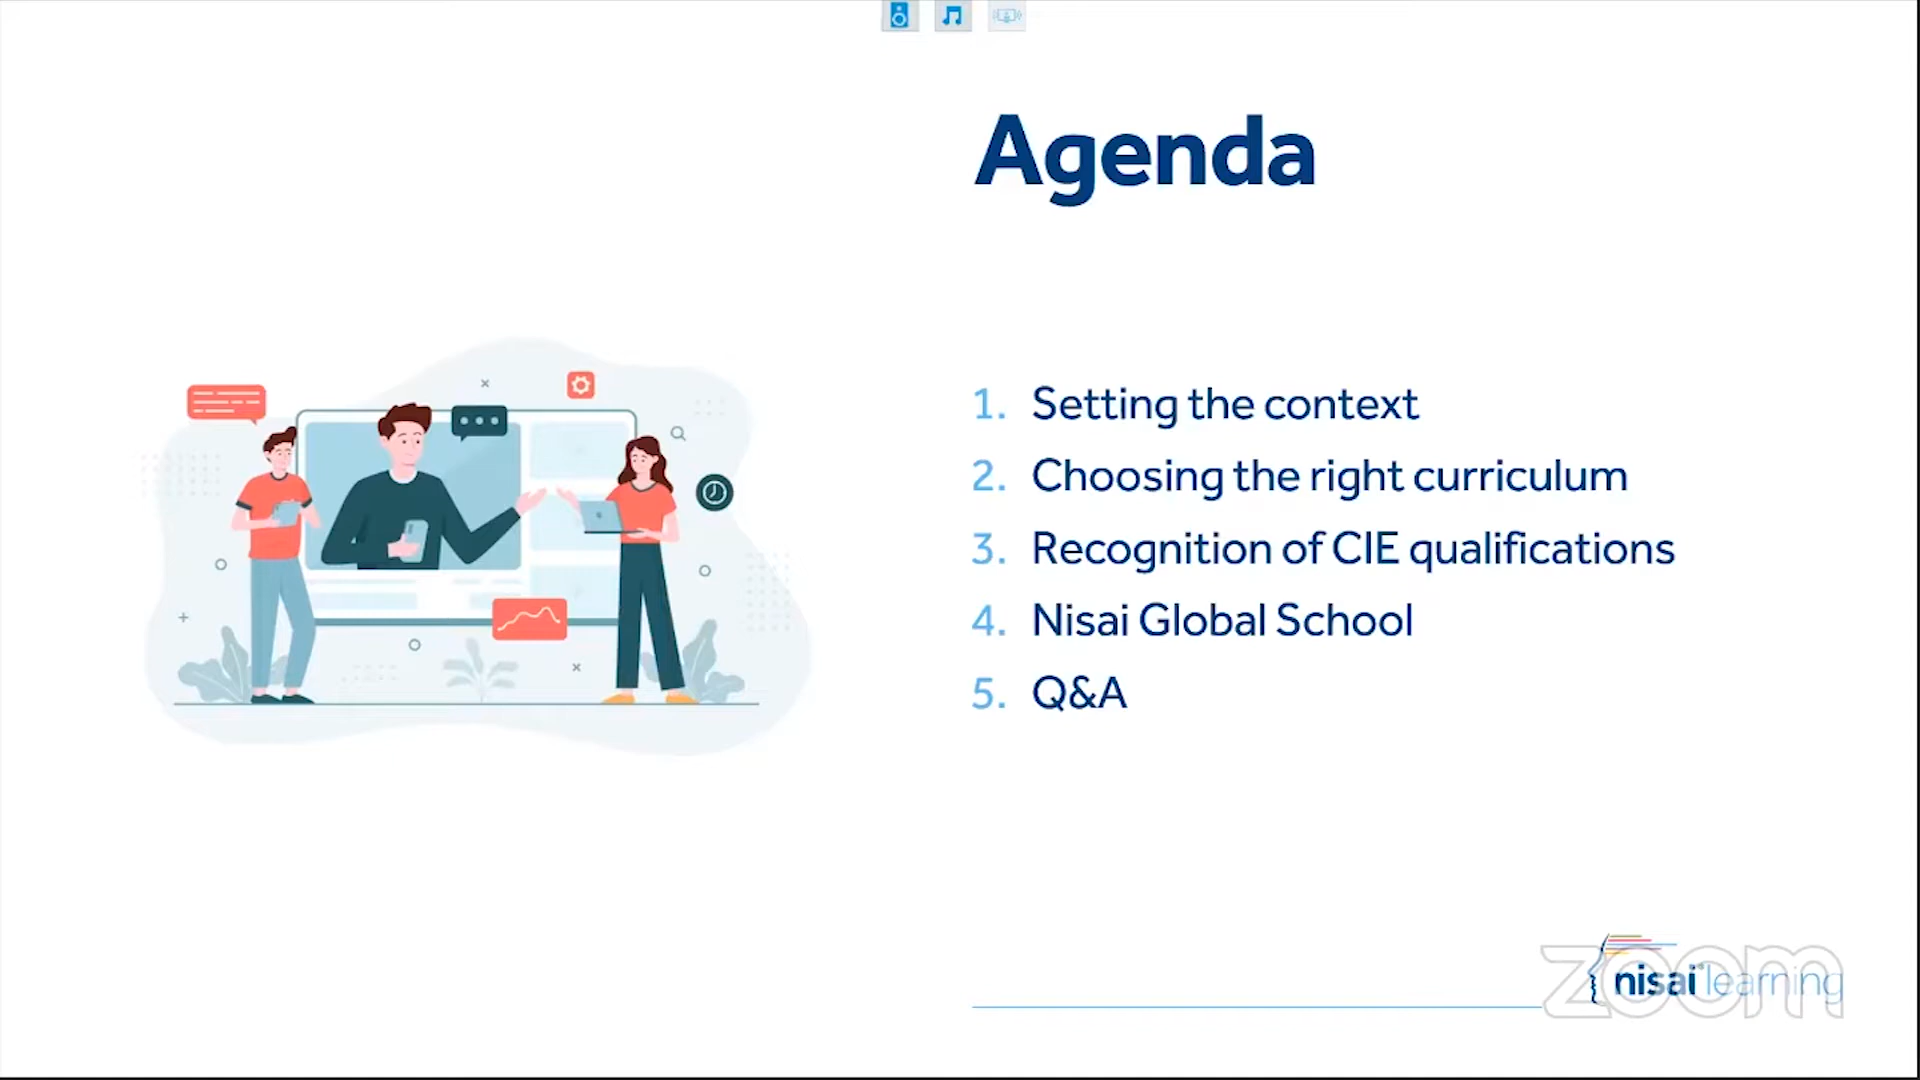 Agenda
1. Setting the context
2. Choosing the right curriculum
3. Recognition of CIE qualifications
4. Nisai Global School
5. Q&A
nisai learning
zoom